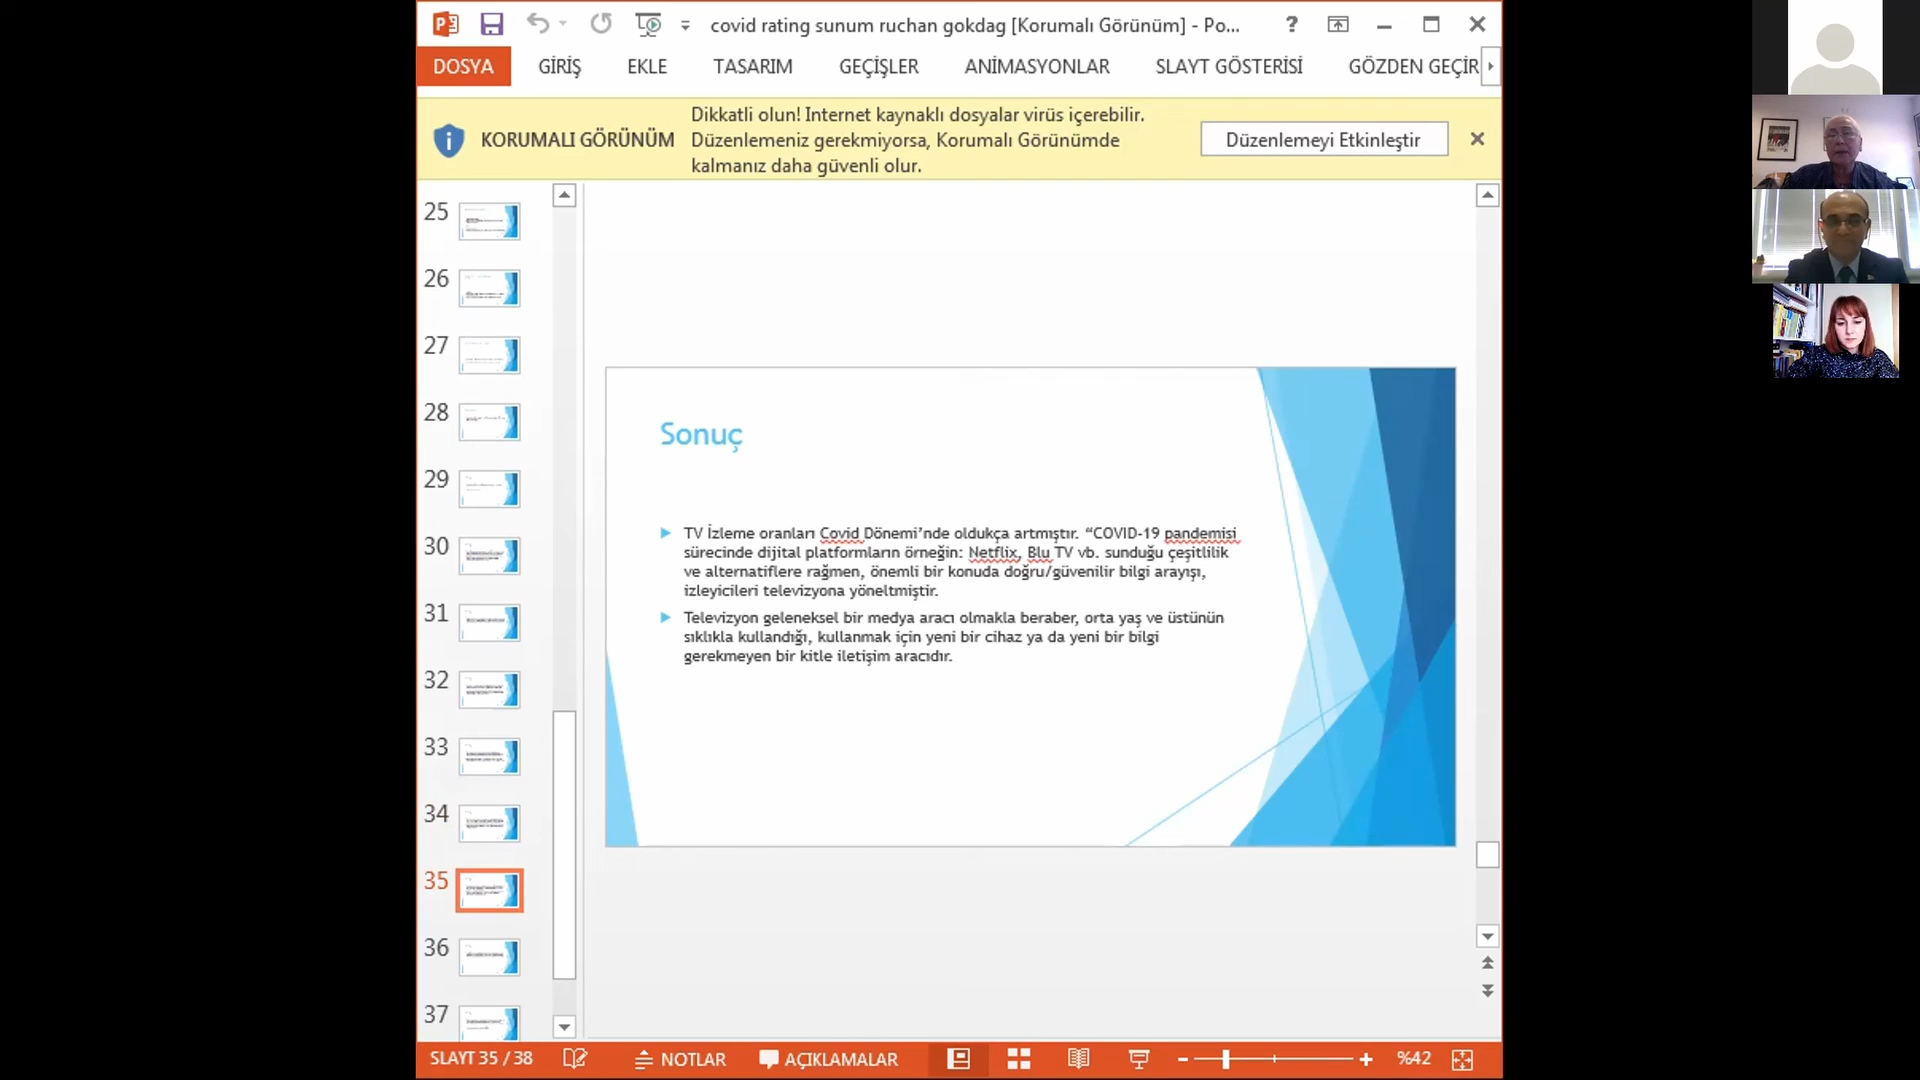 covid rating sunum ruchan gokdag [Korumalı Görünüm] - Po...
?
DOSYA GİRİŞ EKLE TASARIM GEÇİŞLER ANİMASYONLAR SLAYT GÖSTERİSİ GÖZDEN GEÇİR
KORUMALI GÖRÜNÜM
Dikkatli olun! Internet kaynaklı dosyalar virüs içerebilir.
Düzenlemeniz gerekmiyorsa, Korumalı Görünümde
kalmanız daha güvenli olur.
Düzenlemeyi Etkinleştir
25
26
27
28
29
30
31
32
33
34
35
36
37
Sonuç
TV İzleme oranları Covid Dönemi’nde oldukça artmıştır. “COVID-19 pandemisi
sürecinde dijital platformların örneğin: Netflix, Blu TV vb. sunduğu çeşitlilik
ve alternatiflere rağmen, önemli bir konuda doğru/güvenilir bilgi arayışı,
izleyicileri televizyona yöneltmiştir.
Televizyon geleneksel bir medya aracı olmakla beraber, orta yaş ve üstünün
sıklıkla kullandığı, kullanmak için yeni bir cihaz ya da yeni bir bilgi
gerekmeyen bir kitle iletişim aracıdır.
SLAYT 35 / 38 NOTLAR AÇIKLAMALAR %42